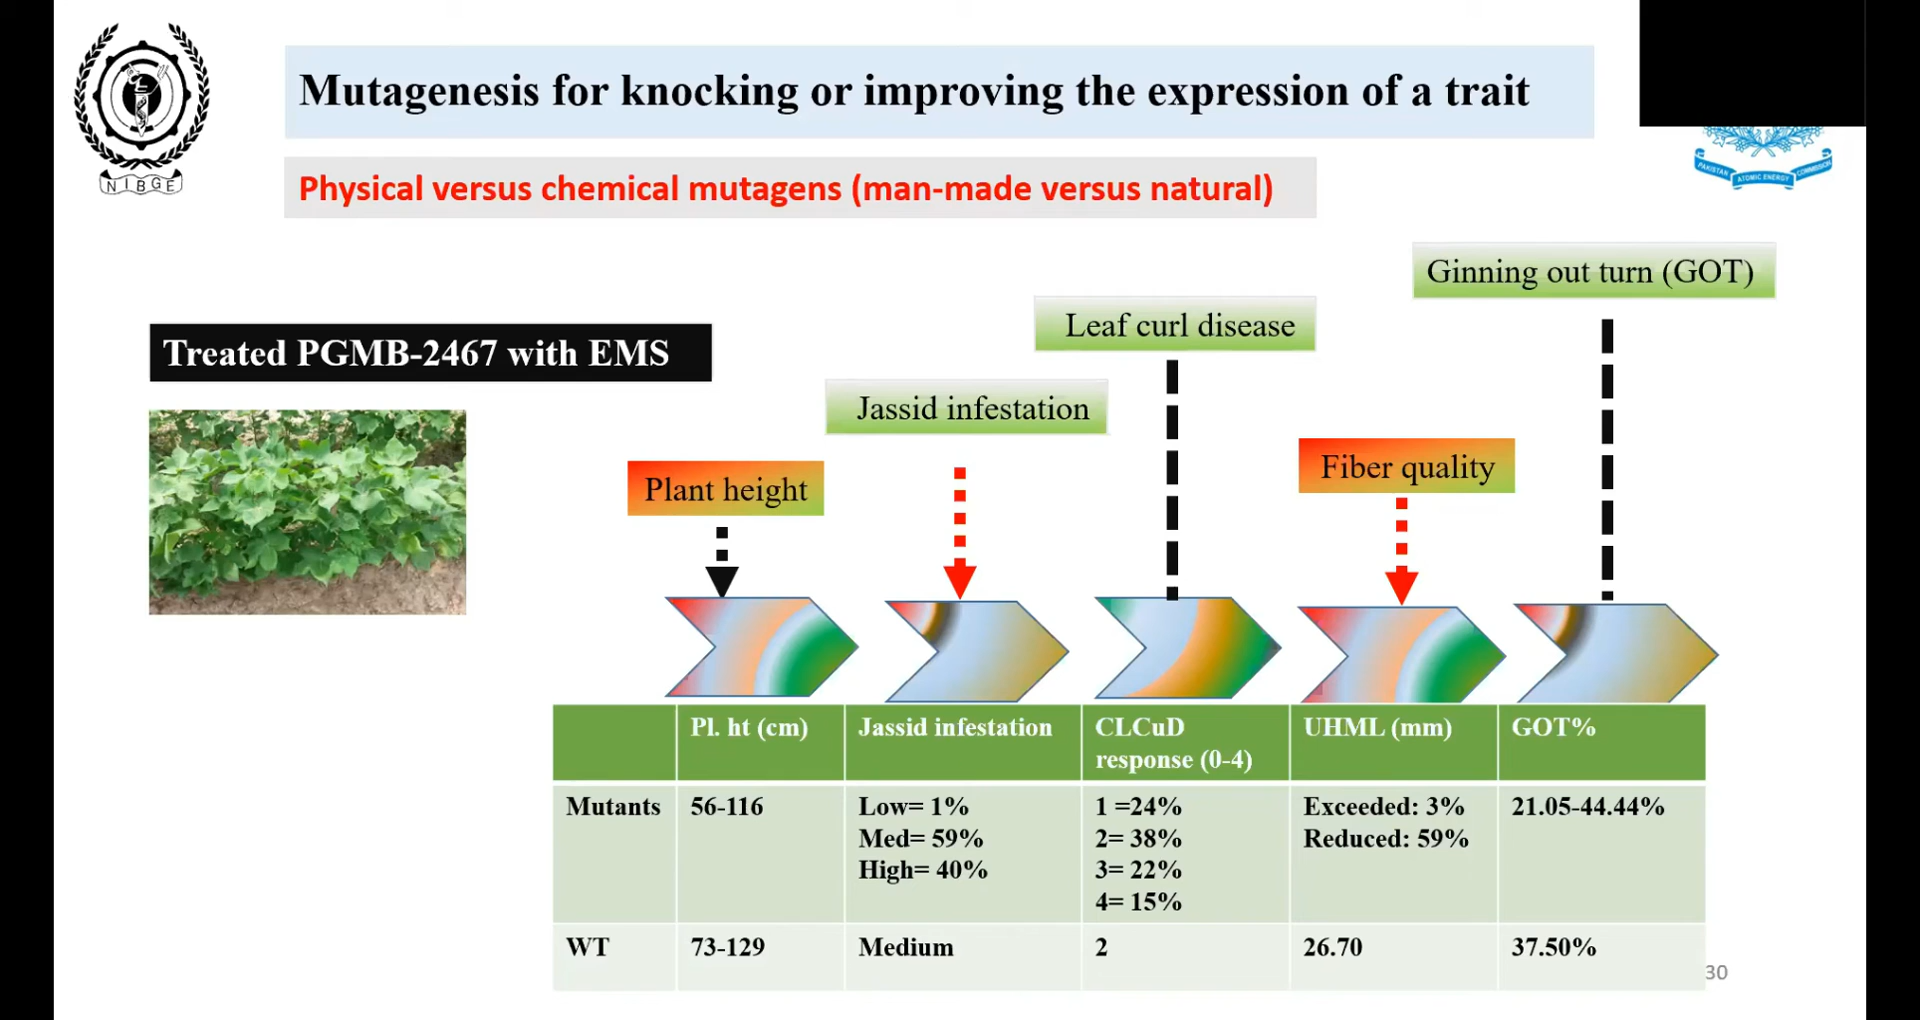 Mutagenesis for knocking or improving the expression of a trait
NIBGE
PAKISTAN ATOMIC ENERGY COMMISSION
Physical versus chemical mutagens (man-made versus natural)
Ginning out turn (GOT)
Leaf curl disease
Treated PGMB-2467 with EMS
Jassid infestation
Fiber quality
Plant height
Pl. ht (cm)
Jassid infestation
CLCuD
response (0-4)
UHML (mm)
GOT%
Mutants
56-116
Low= 1%
Med= 59%
High= 40%
1 =24%
2= 38%
3= 22%
4= 15%
Exceeded: 3%
Reduced: 59%
21.05-44.44%
WT
73-129
Medium
2
26.70
37.50%
30